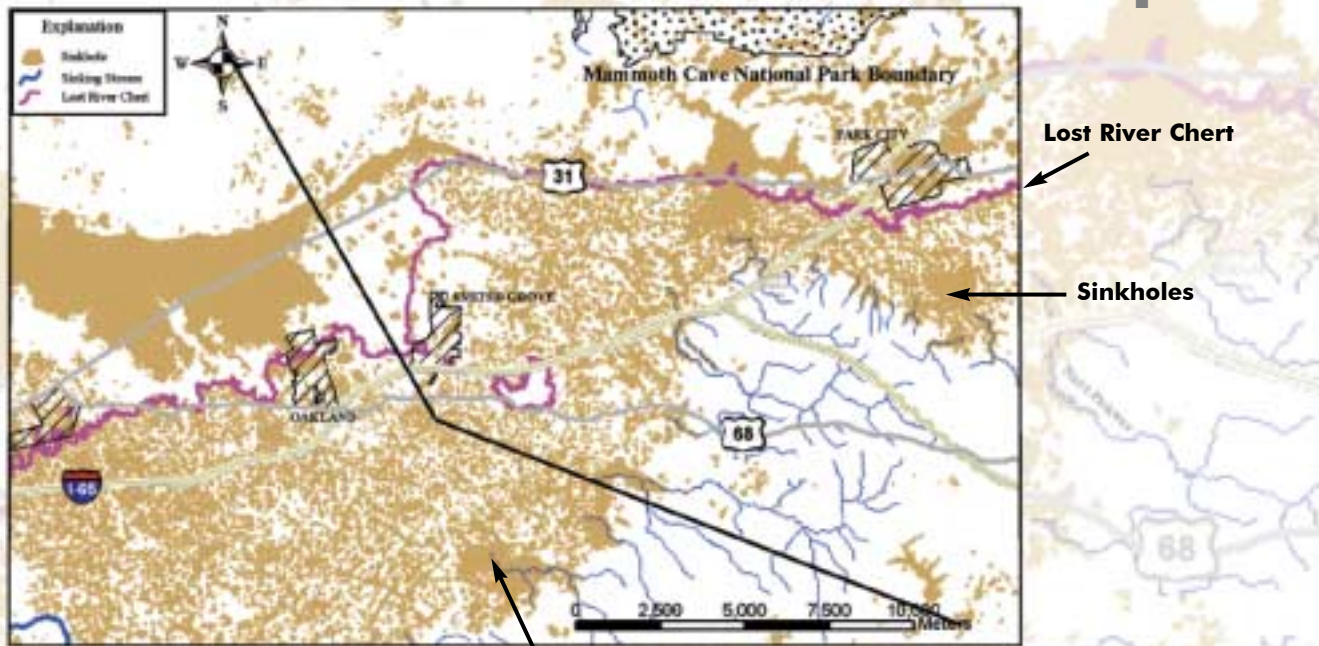 Explanation
Sinkhole
Sinking Stream
Lost River Chert
N
W E
S
Mammoth Cave National Park Boundary
PARK CITY
31
Lost River Chert
Sinkholes
OAKLAND
68
I-65
0 2,500 5,000 7,500 10,000
Meters
68